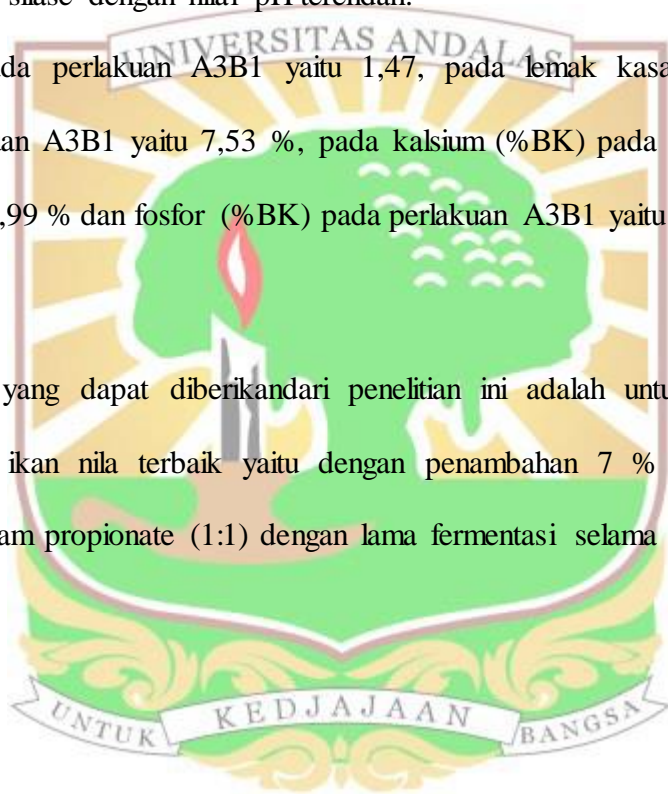 silase dengan nilai pH terendah.
UNIVERSITAS ANDALAS
ada perlakuan A3B1 yaitu 1,47, pada lemak kasa
an A3B1 yaitu 7,53 %, pada kalsium (%BK) pada
,99 % dan fosfor (%BK) pada perlakuan A3B1 yaitu
yang dapat diberikandari penelitian ini adalah untu
ikan nila terbaik yaitu dengan penambahan 7 %
am propionate (1:1) dengan lama fermentasi selama
UNTUK KEDJAJAAN BANGSA